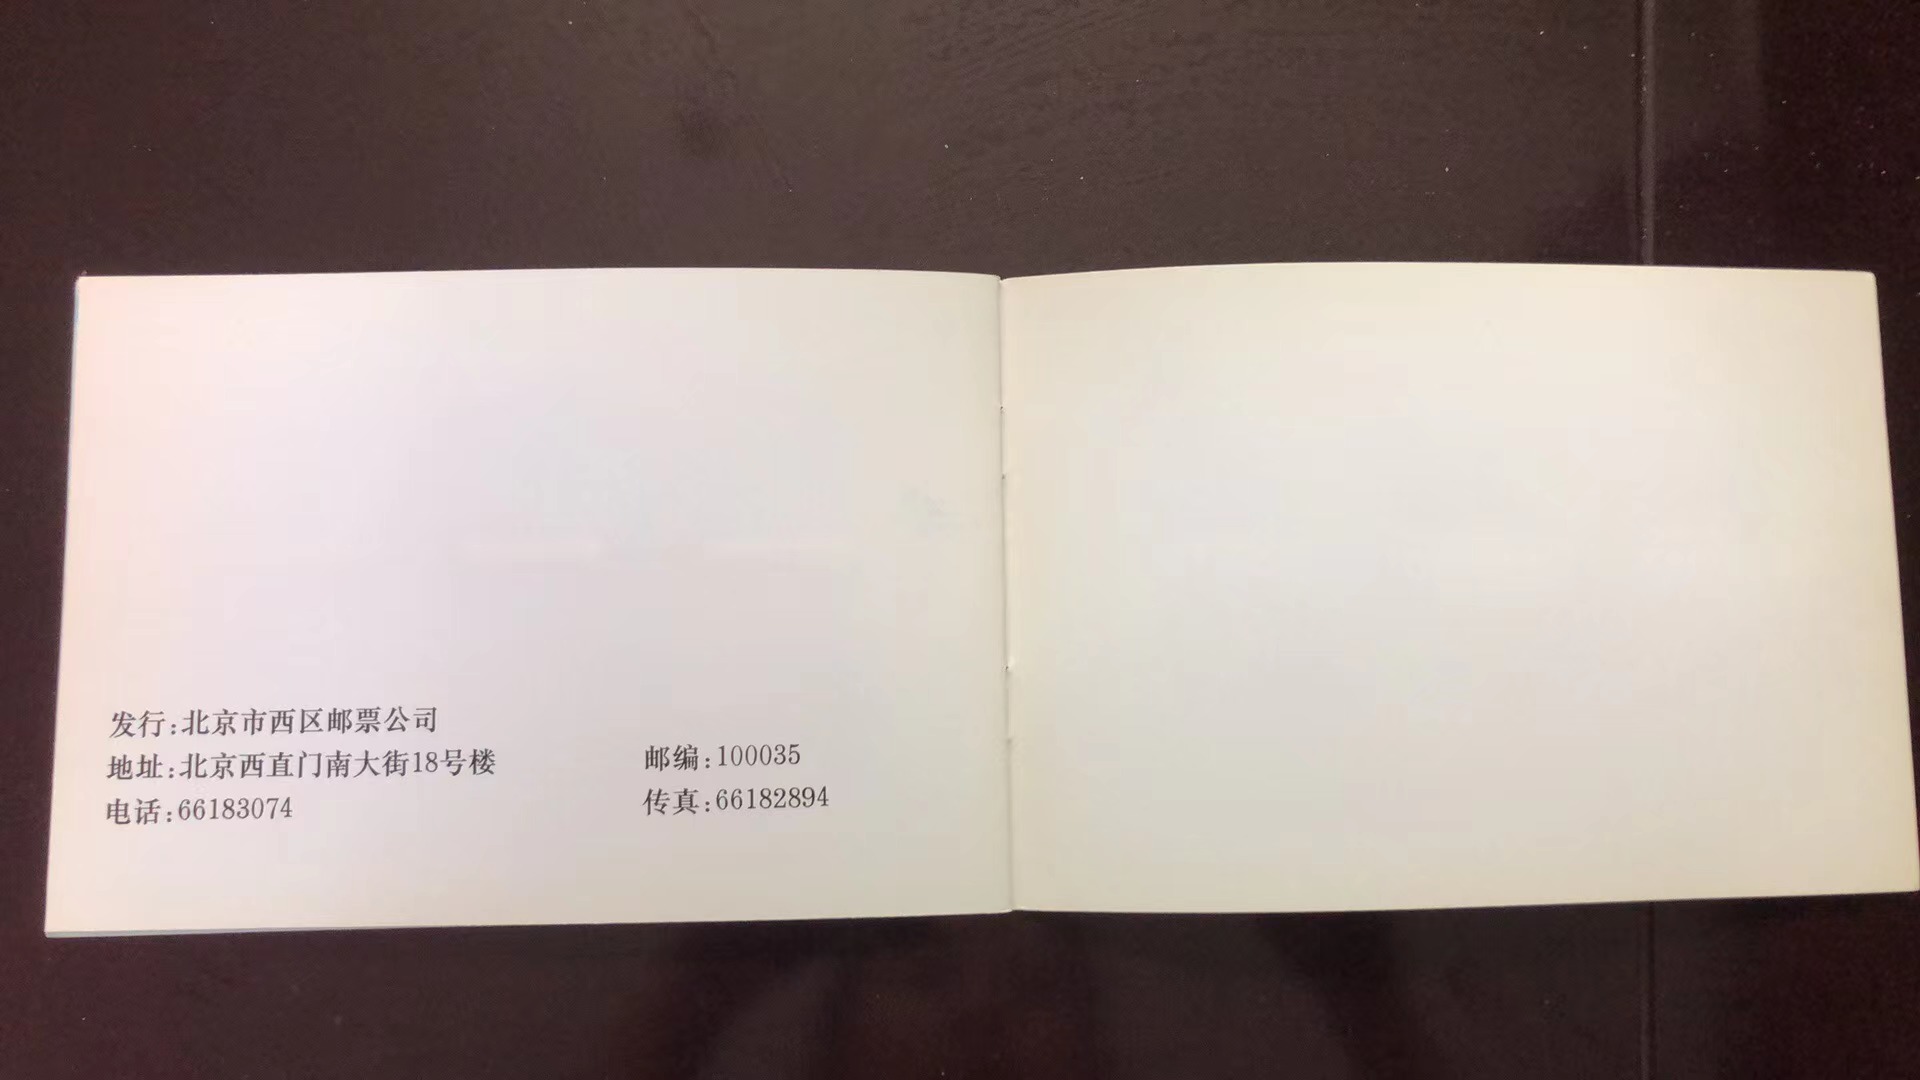 发行:北京市西区邮票公司
地址:北京西直门南大街18号楼 邮编:100035
电话:66183074 传真:66182894